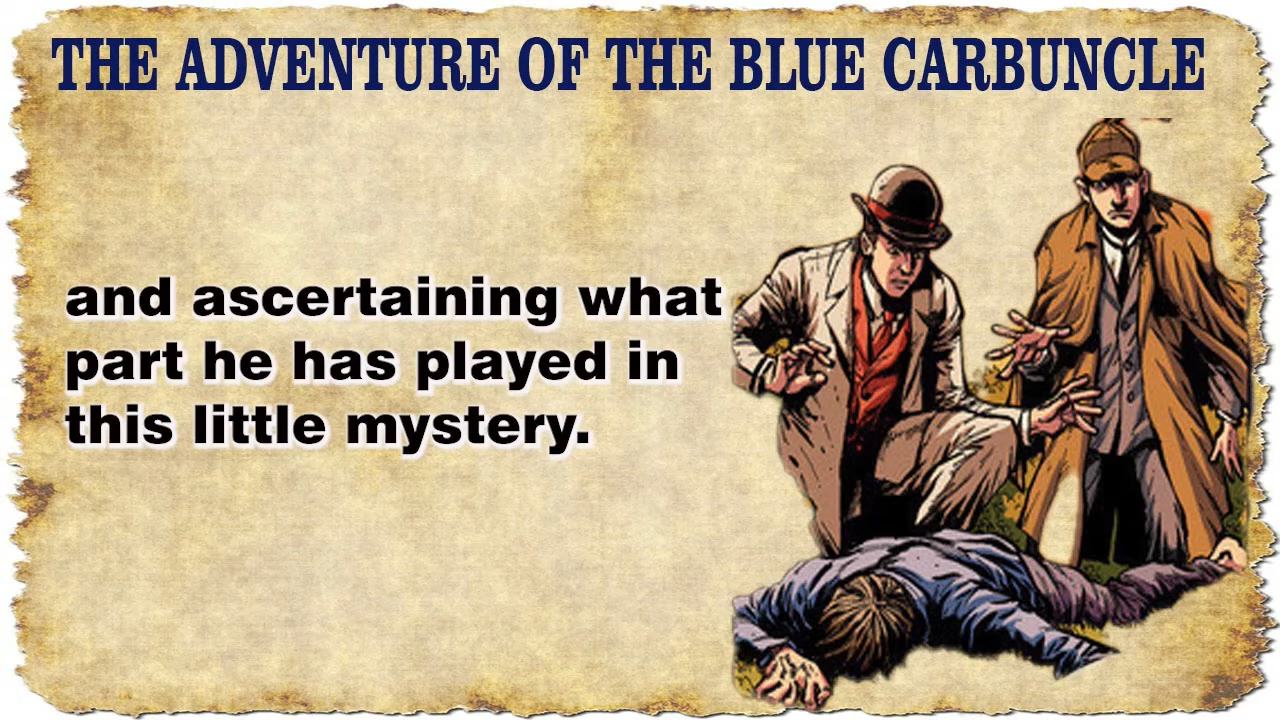 THE ADVENTURE OF THE BLUE CARBUNCLE
and ascertaining what
part he has played in
this little mystery.